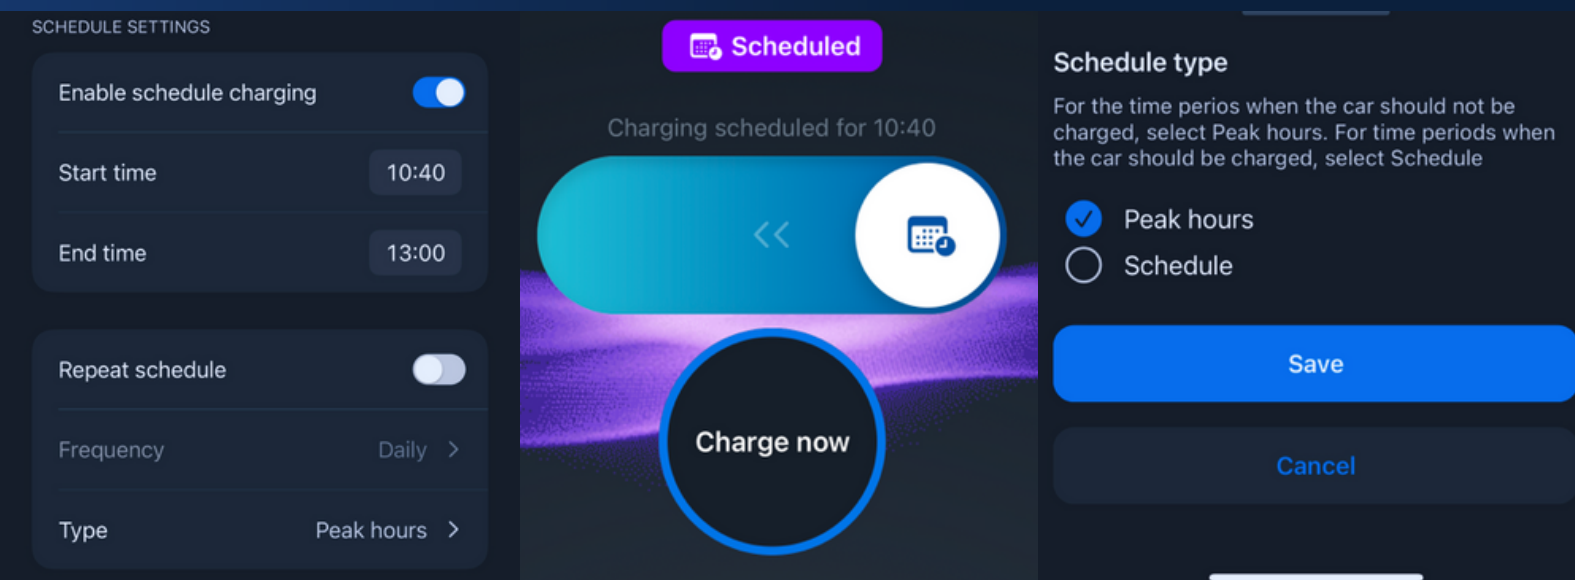 SCHEDULE SETTINGS
Enable schedule charging
Start time 10:40
End time 13:00
Repeat schedule
Frequency Daily
Type Peak hours
Scheduled
Charging scheduled for 10:40
Charge now
Schedule type
For the time perios when the car should not be
charged, select Peak hours. For time periods when
the car should be charged, select Schedule
Peak hours
Schedule
Save
Cancel